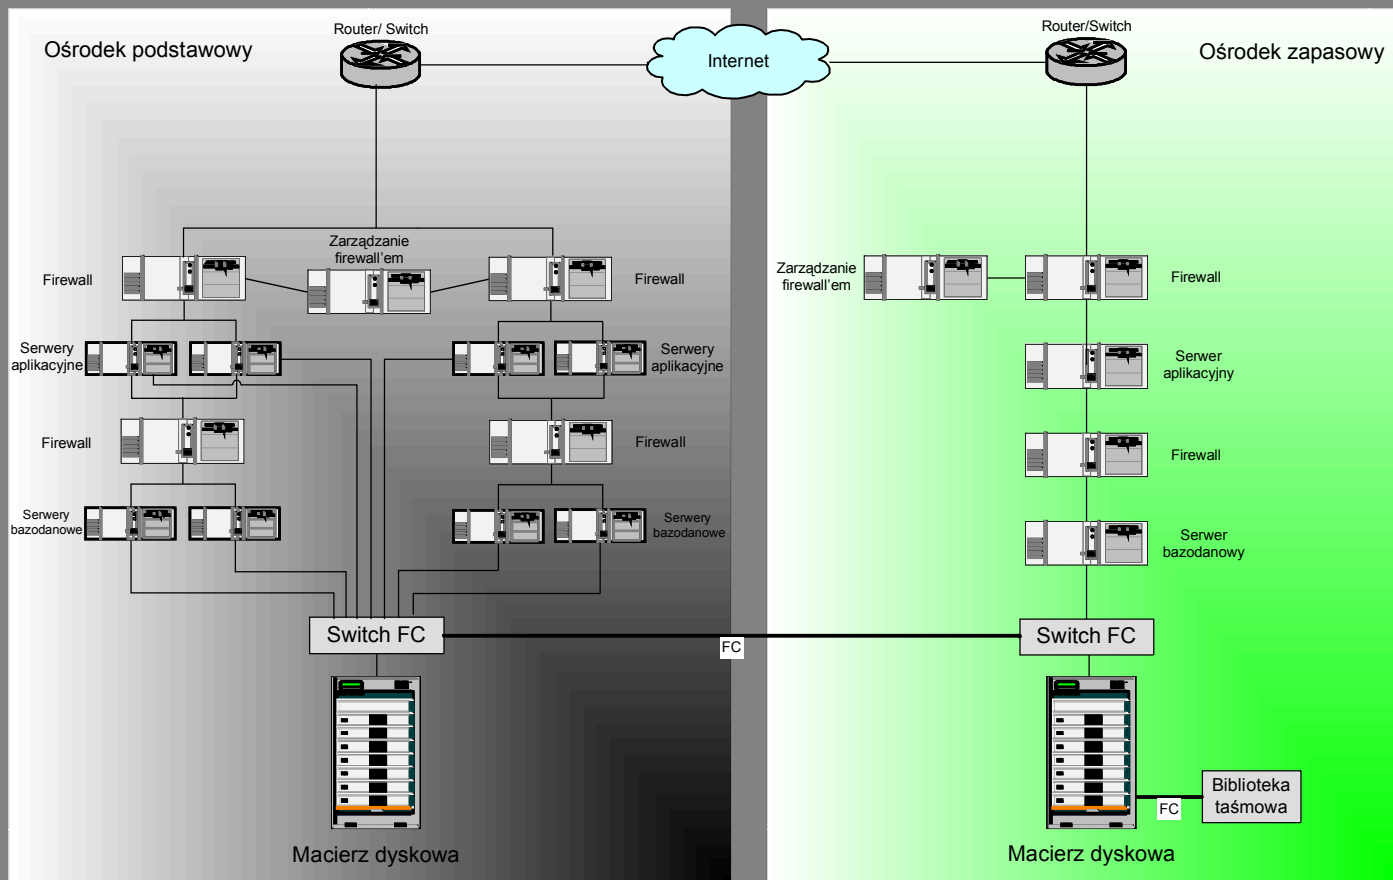 Ośrodek podstawowy
Router/ Switch
Internet
Router/Switch
Ośrodek zapasowy
Zarządzanie
firewall'em
Firewall
Firewall
Serwery
aplikacyjne
Serwery
aplikacyjne
Firewall
Firewall
Serwery
bazodanowe
Serwery
bazodanowe
Switch FC
Macierz dyskowa
FC
Zarządzanie
firewall'em
Firewall
Serwer
aplikacyjny
Firewall
Serwer
bazodanowy
Switch FC
FC
Biblioteka
taśmowa
Macierz dyskowa